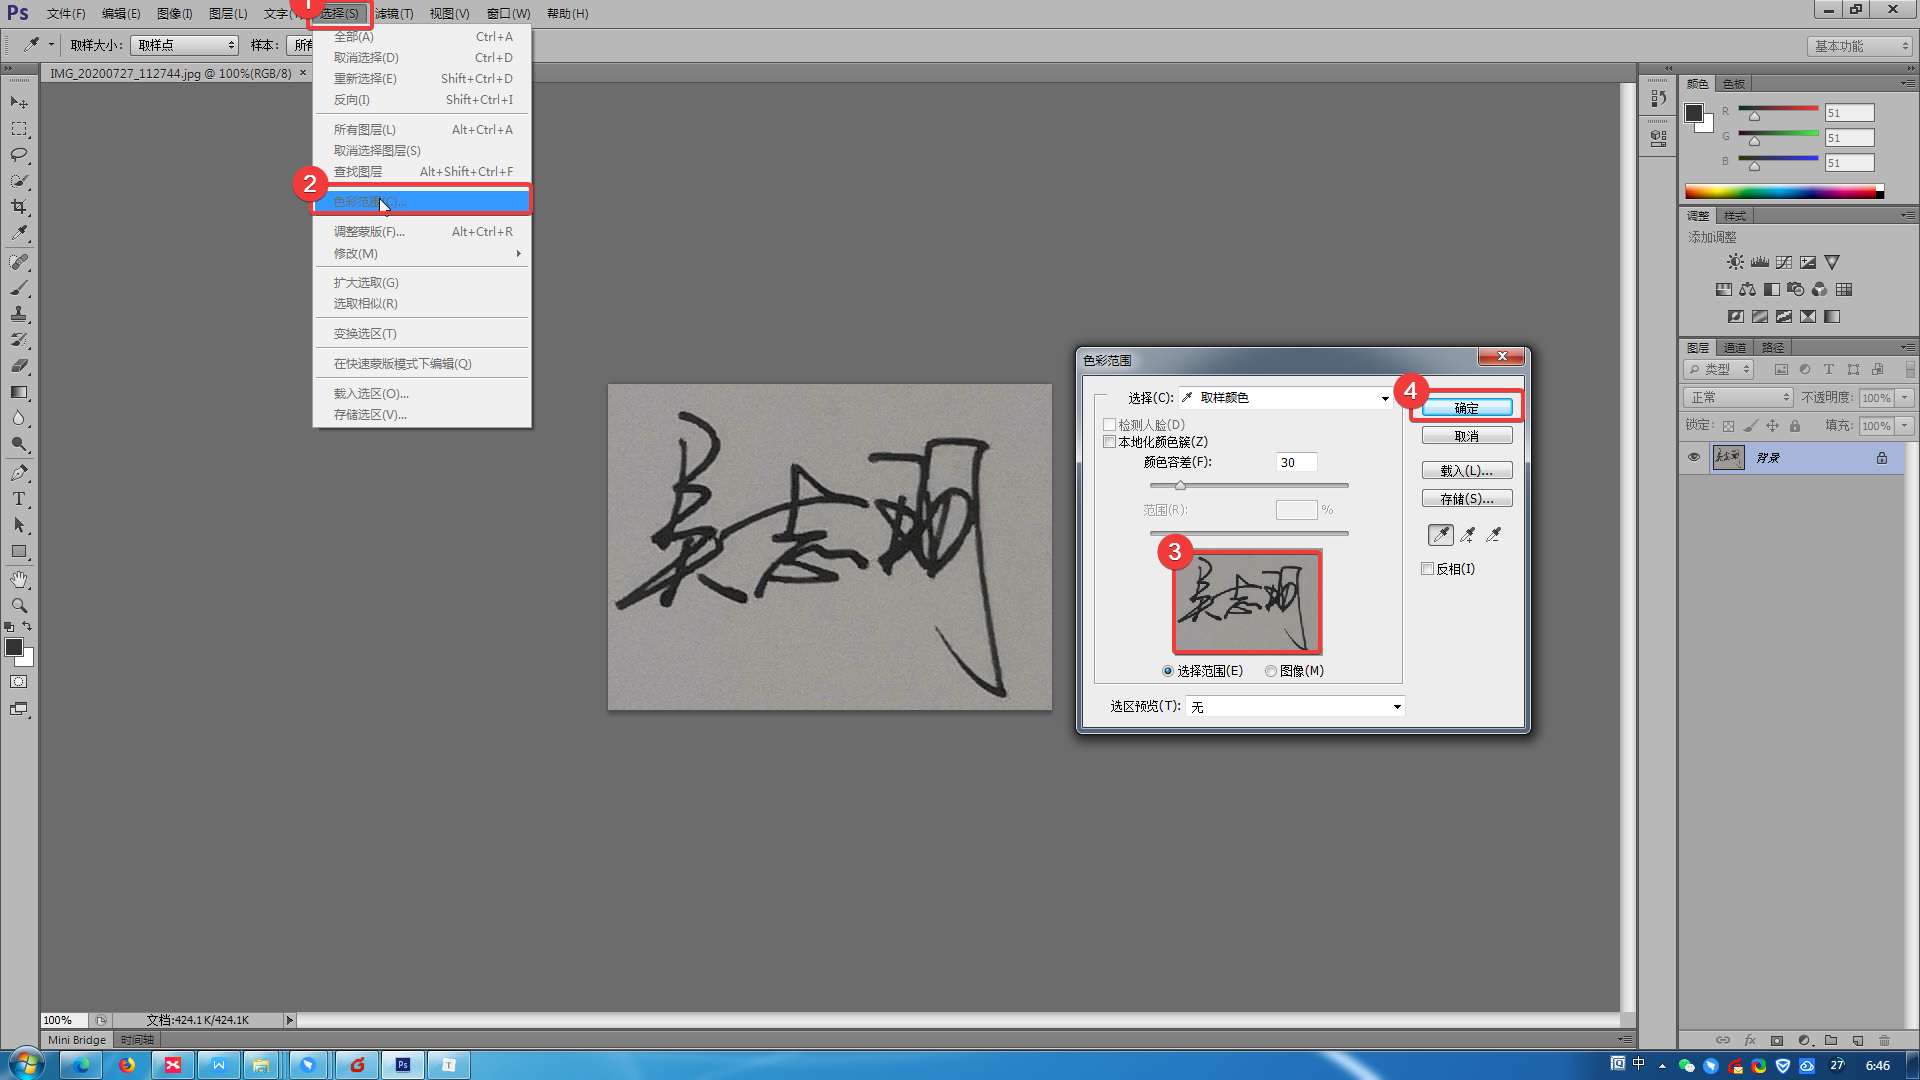 Ps 文件(F) 编辑(E) 图像(I) 图层(L) 文字( 选择(S) 滤镜(T) 视图(V) 窗口(W) 帮助(H)
1
取样大小: 取样点 样本: 所 基本功能
IMG_20200727_112744.jpg @ 100%(RGB/8) ×
全部(A) Ctrl+A
取消选择(D) Ctrl+D
重新选择(E) Shift+Ctrl+D
反向(I) Shift+Ctrl+I
所有图层(L) Alt+Ctrl+A
取消选择图层(S)
查找图层 Alt+Shift+Ctrl+F
2
色彩范围(C)...
调整蒙版(F)... Alt+Ctrl+R
修改(M)
扩大选取(G)
选取相似(R)
变换选区(T)
在快速蒙版模式下编辑(Q)
载入选区(O)...
存储选区(V)...
吴志
色彩范围
选择(C): 取样颜色
4
确定
检测人脸(D)
取消
本地化颜色簇(Z)
颜色容差(F): 30
载入(L)...
存储(S)...
范围(R): %
3
反相(I)
选择范围(E) 图像(M)
选区预览(T): 无
颜色 色板
R 51
G 51
B 51
调整 样式
添加调整
图层 通道 路径
类型
正常 不透明度: 100%
锁定: 填充: 100%
背景
fx
100% 文档:424.1K/424.1K
Mini Bridge 时间轴
Ps
中 27 6:46